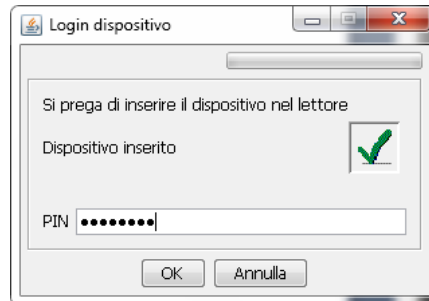 Login dispositivo
Si prega di inserire il dispositivo nel lettore
Dispositivo inserito
PIN ••••••••
OK Annulla